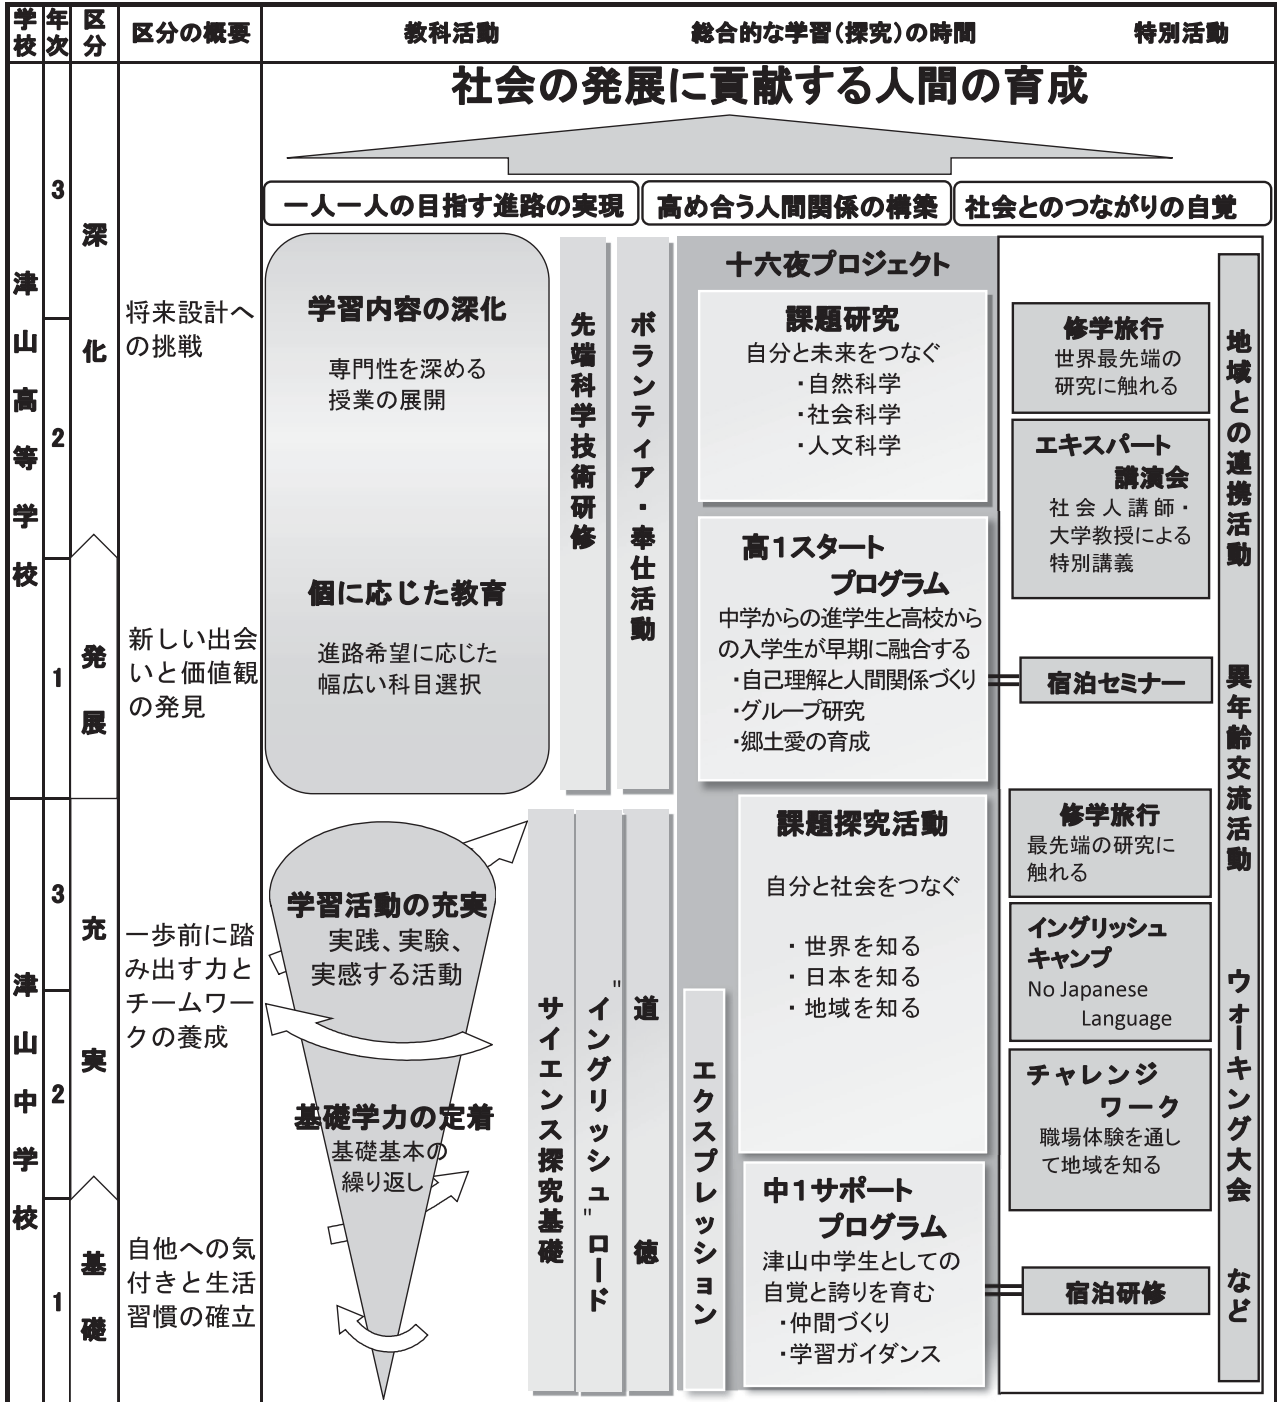 学校
年次
区分
区分の概要
教科活動
総合的な学習(探究)の時間
特別活動
社会の発展に貢献する人間の育成
一人一人の目指す進路の実現
高め合う人間関係の構築
社会とのつながりの自覚
津山高等学校
3
2
1
深化
発展
将来設計へ
の挑戦
新しい出会
いと価値観
の発見
学習内容の深化
専門性を深める
授業の展開
個に応じた教育
進路希望に応じた
幅広い科目選択
先端科学技術研修
ボランティア・奉仕活動
十六夜プロジェクト
課題研究
自分と未来をつなぐ
・自然科学
・社会科学
・人文科学
高1スタート
プログラム
中学からの進学生と高校から
の入学生が早期に融合する
・自己理解と人間関係づくり
・グループ研究
・郷土愛の育成
修学旅行
世界最先端の
研究に触れる
エキスパート
講演会
社会人講師・
大学教授による
特別講義
宿泊セミナー
地域との連携活動
異年齢交流活動
ウォーキング大会
など
津山中学校
3
2
1
充実
基礎
一歩前に踏
み出す力と
チームワー
クの養成
自他への気
付きと生活
習慣の確立
学習活動の充実
実践、実験、
実感する活動
基礎学力の定着
基礎基本の
繰り返し
サイエンス探究基礎
"イングリッシュ"ロード
道徳
エクスプレッション
課題探究活動
自分と社会をつなぐ
・世界を知る
・日本を知る
・地域を知る
中1サポート
プログラム
津山中学生としての
自覚と誇りを育む
・仲間づくり
・学習ガイダンス
修学旅行
最先端の研究に
触れる
イングリッシュ
キャンプ
No Japanese
Language
チャレンジ
ワーク
職場体験を通し
て地域を知る
宿泊研修